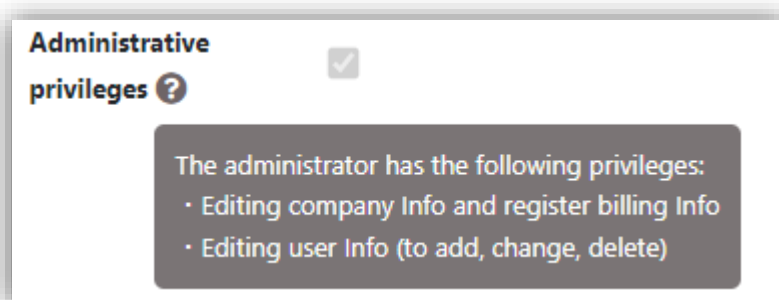 Administrative
privileges ?
The administrator has the following privileges:
・Editing company Info and register billing Info
・Editing user Info (to add, change, delete)